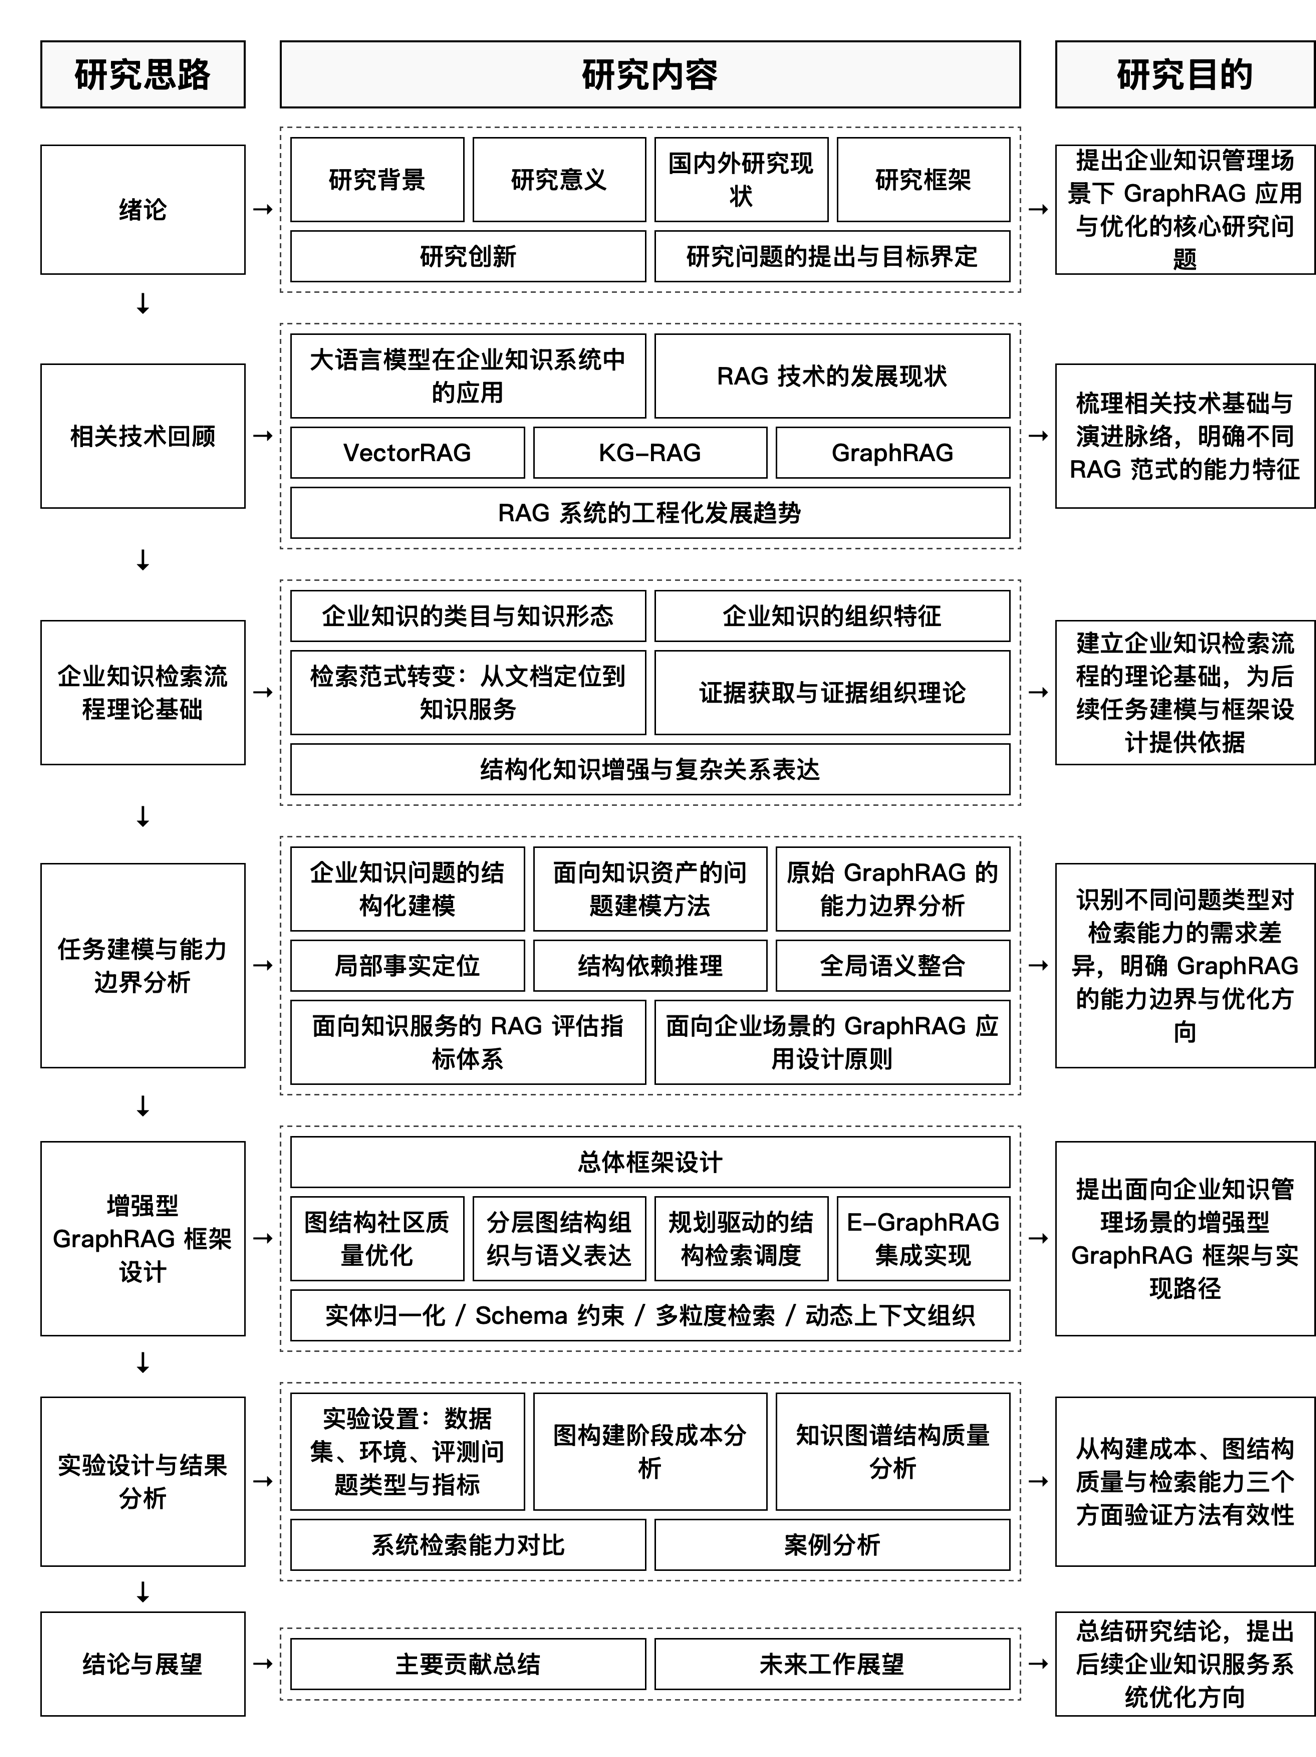 研究思路
研究内容
研究目的
绪论
→
研究背景
研究意义
国内外研究现
状
研究框架
研究创新
研究问题的提出与目标界定
→
提出企业知识管理场
景下 GraphRAG 应用
与优化的核心研究问
题
↓
相关技术回顾
→
大语言模型在企业知识系统中
的应用
RAG 技术的发展现状
VectorRAG
KG-RAG
GraphRAG
RAG 系统的工程化发展趋势
→
梳理相关技术基础与
演进脉络，明确不同
RAG 范式的能力特征
↓
企业知识检索流
程理论基础
→
企业知识的类目与知识形态
企业知识的组织特征
检索范式转变：从文档定位到
知识服务
证据获取与证据组织理论
结构化知识增强与复杂关系表达
→
建立企业知识检索流
程的理论基础，为后
续任务建模与框架设
计提供依据
↓
任务建模与能力
边界分析
→
企业知识问题的结
构化建模
面向知识资产的问
题建模方法
原始 GraphRAG 的
能力边界分析
局部事实定位
结构依赖推理
全局语义整合
面向知识服务的 RAG 评估指
标体系
面向企业场景的 GraphRAG 应
用设计原则
→
识别不同问题类型对
检索能力的需求差
异，明确 GraphRAG
的能力边界与优化方
向
↓
增强型
GraphRAG 框架
设计
→
总体框架设计
图结构社区质
量优化
分层图结构组
织与语义表达
规划驱动的结
构检索调度
E-GraphRAG
集成实现
实体归一化 / Schema 约束 / 多粒度检索 / 动态上下文组织
→
提出面向企业知识管
理场景的增强型
GraphRAG 框架与实
现路径
↓
实验设计与结果
分析
→
实验设置：数据
集、环境、评测问
题类型与指标
图构建阶段成本分
析
知识图谱结构质量
分析
系统检索能力对比
案例分析
→
从构建成本、图结构
质量与检索能力三个
方面验证方法有效性
↓
结论与展望
→
主要贡献总结
未来工作展望
→
总结研究结论，提出
后续企业知识服务系
统优化方向